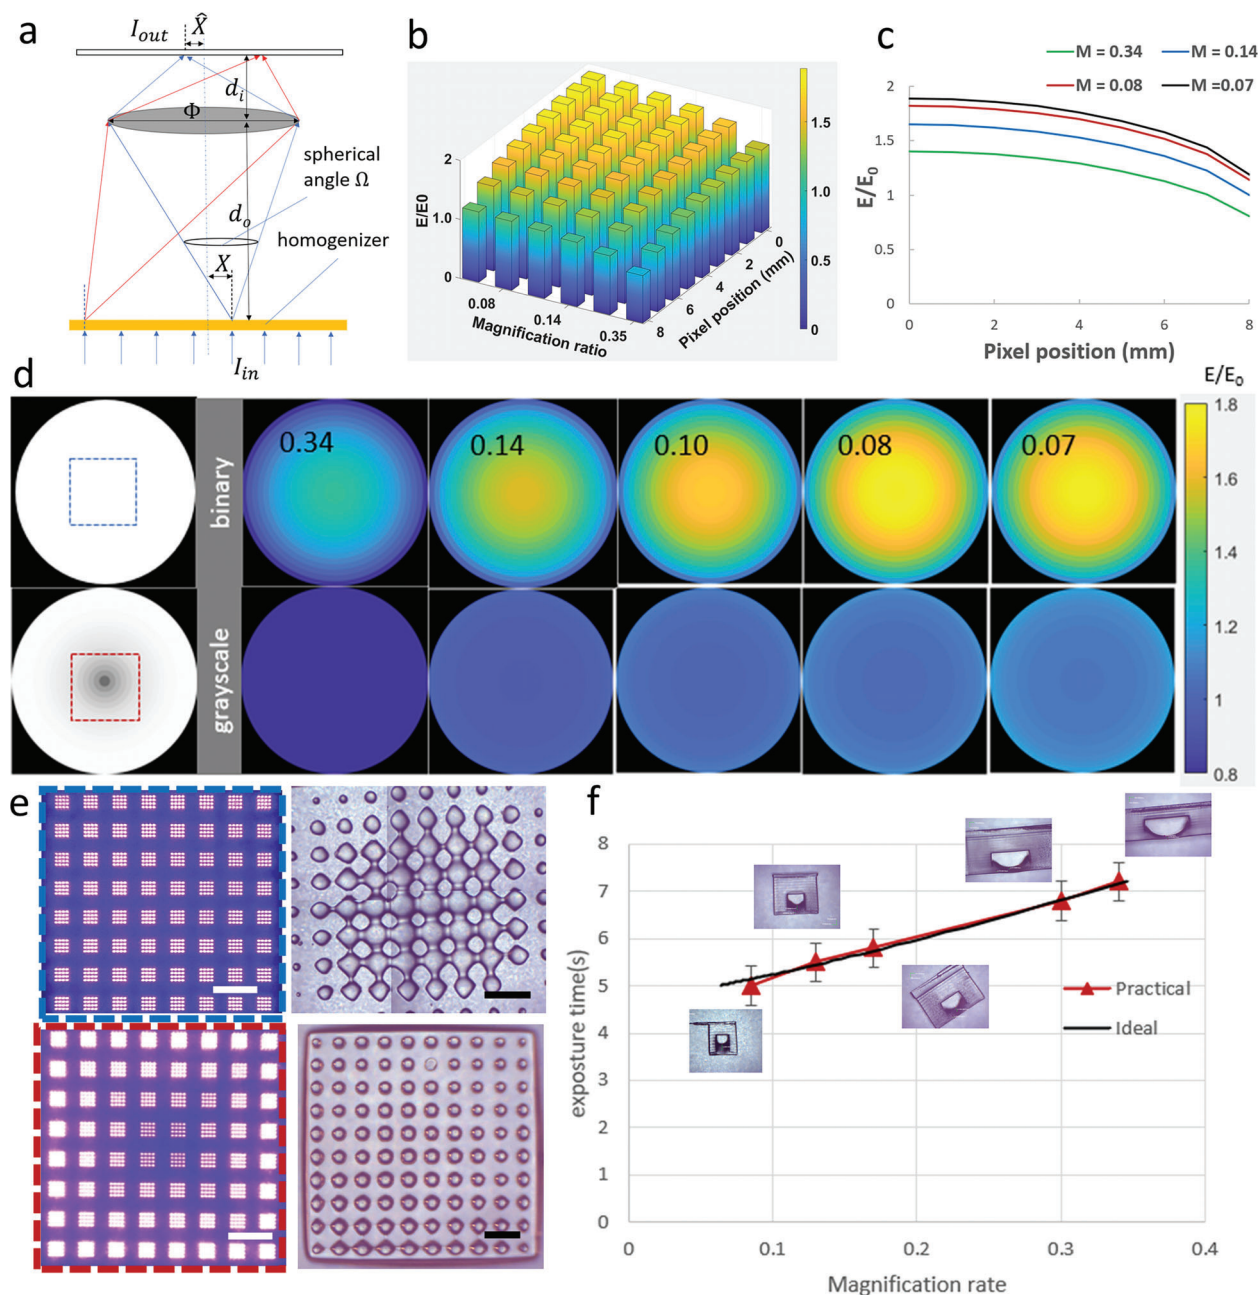 a
I_out
X̂
d_i
Φ
spherical
angle Ω
d_o
homogenizer
X
I_in
b
E/E0
2
1.0
0
0.08
0.14
0.35
Magnification ratio
8
6
4
2
0
Pixel position (mm)
1.5
1.0
0.5
0
c
M = 0.34
M = 0.14
M = 0.08
M =0.07
E/E₀
2
1.5
1
0.5
0
0 2 4 6 8
Pixel position (mm)
d
binary
0.34
0.14
0.10
0.08
0.07
grayscale
E/E₀
1.8
1.6
1.4
1.2
1
0.8
e
f
exposture time(s)
8
7
6
5
4
3
2
1
0
0 0.1 0.2 0.3 0.4
Magnification rate
Practical
Ideal